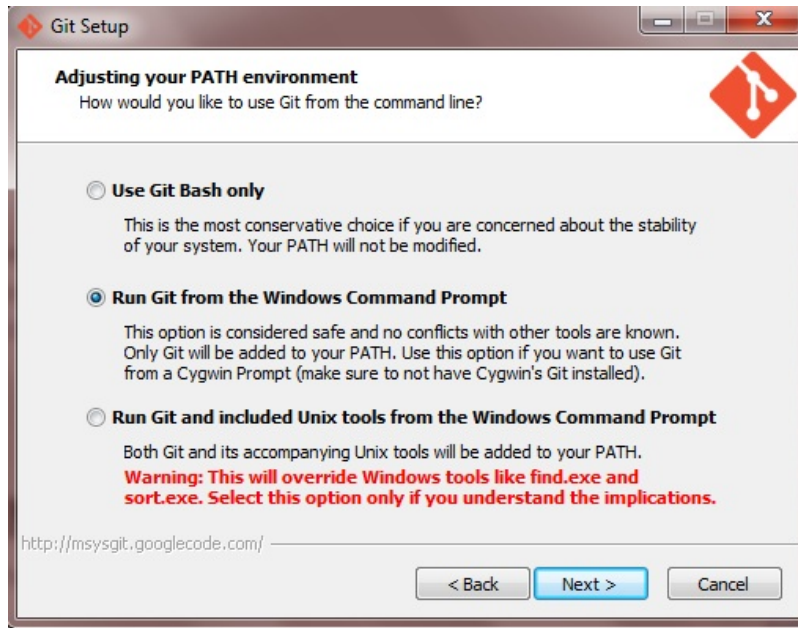 Git Setup
Adjusting your PATH environment
How would you like to use Git from the command line?
Use Git Bash only
This is the most conservative choice if you are concerned about the stability
of your system. Your PATH will not be modified.
Run Git from the Windows Command Prompt
This option is considered safe and no conflicts with other tools are known.
Only Git will be added to your PATH. Use this option if you want to use Git
from a Cygwin Prompt (make sure to not have Cygwin's Git installed).
Run Git and included Unix tools from the Windows Command Prompt
Both Git and its accompanying Unix tools will be added to your PATH.
Warning: This will override Windows tools like find.exe and
sort.exe. Select this option only if you understand the implications.
http://msysgit.googlecode.com/
< Back Next > Cancel